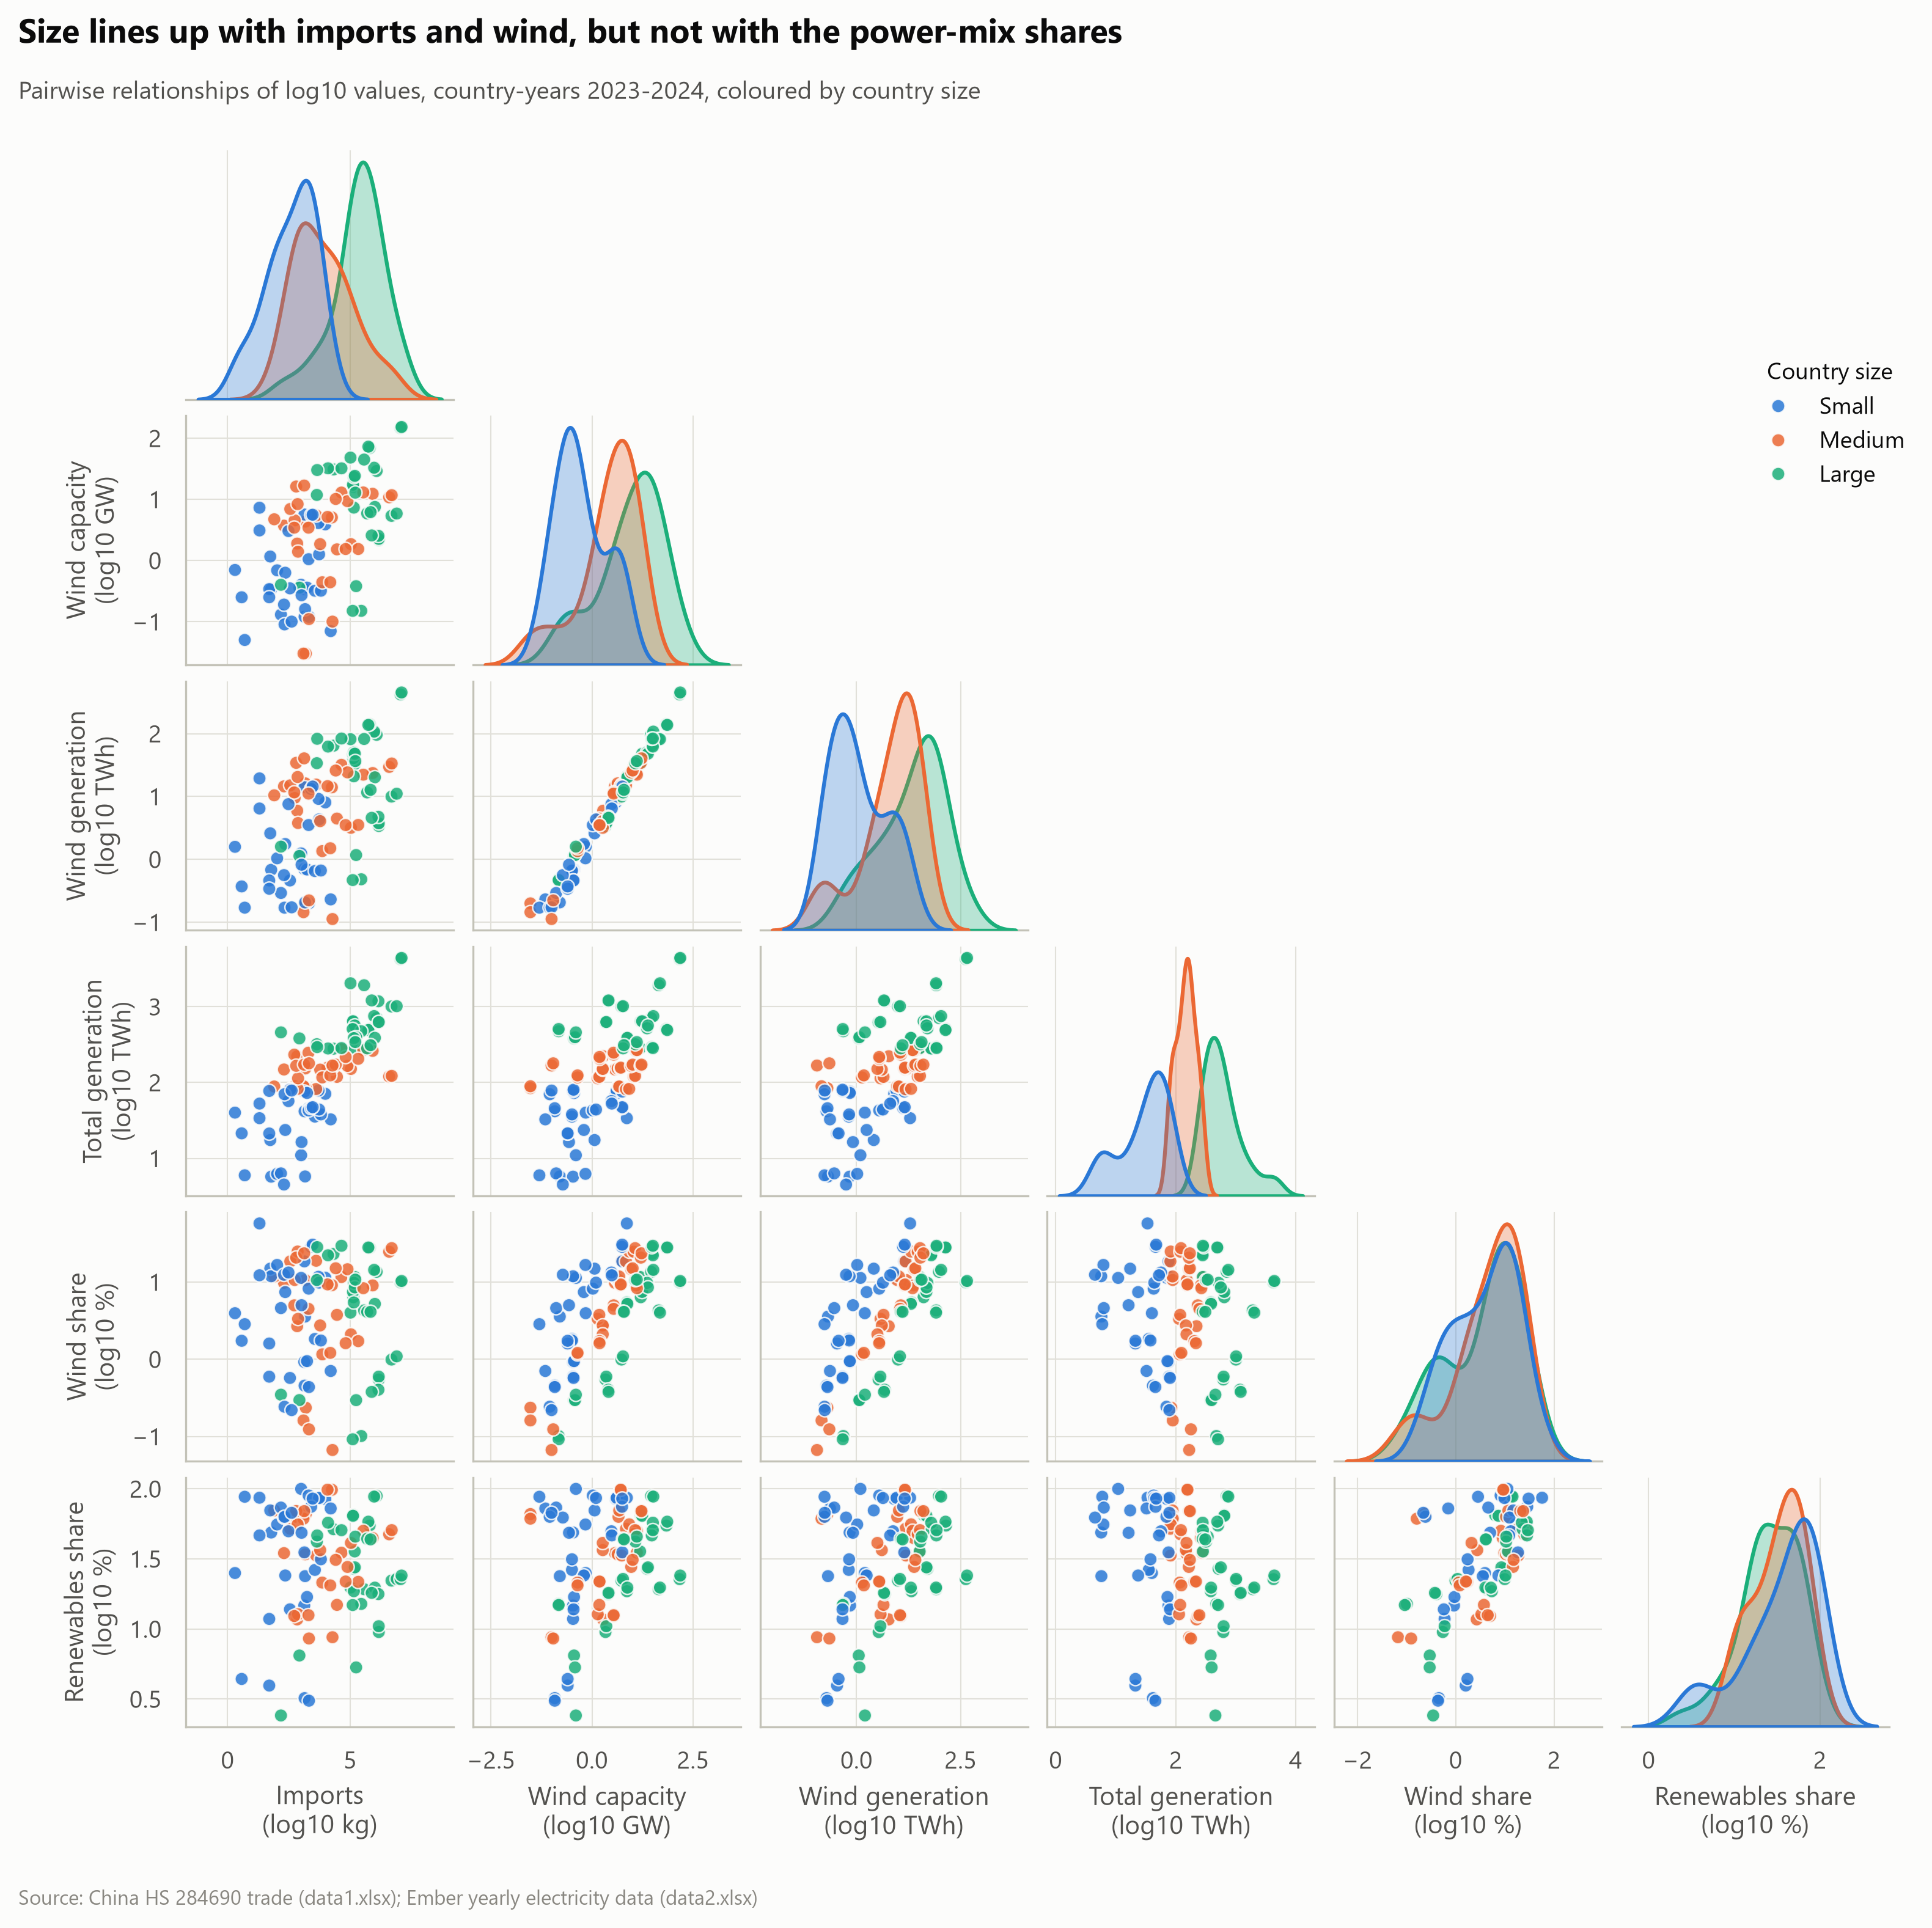 Size lines up with imports and wind, but not with the power-mix shares
Pairwise relationships of log10 values, country-years 2023-2024, coloured by country size
Country size
Small
Medium
Large
Wind capacity
(log10 GW)
2
1
0
−1
Wind generation
(log10 TWh)
2
1
0
−1
Total generation
(log10 TWh)
3
2
1
Wind share
(log10 %)
1
0
−1
Renewables share
(log10 %)
2.0
1.5
1.0
0.5
0 5
−2.5 0.0 2.5
0.0 2.5
0 2 4
−2 0 2
0 2
Imports
(log10 kg)
Wind capacity
(log10 GW)
Wind generation
(log10 TWh)
Total generation
(log10 TWh)
Wind share
(log10 %)
Renewables share
(log10 %)
Source: China HS 284690 trade (data1.xlsx); Ember yearly electricity data (data2.xlsx)